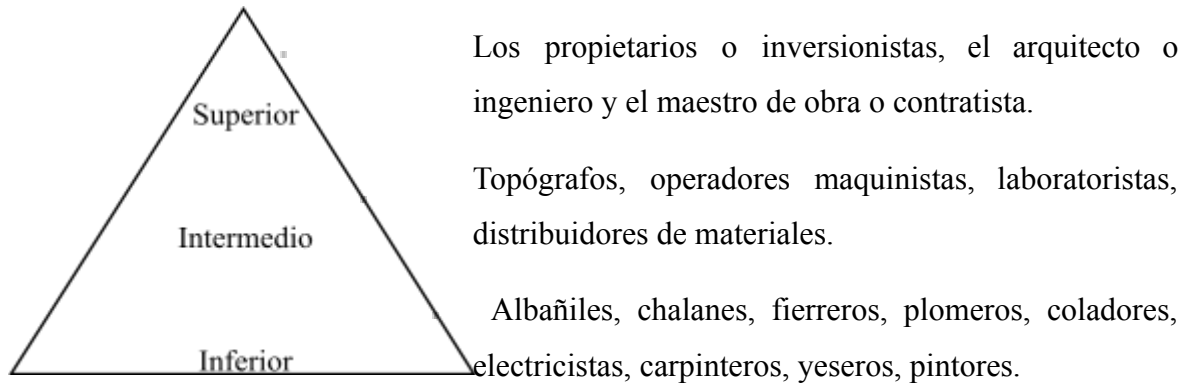 Los propietarios o inversionistas, el arquitecto o
ingeniero y el maestro de obra o contratista.
Superior
Topógrafos, operadores maquinistas, laboratoristas,
distribuidores de materiales.
Intermedio
Albañiles, chalanes, fierreros, plomeros, coladores,
electricistas, carpinteros, yeseros, pintores.
Inferior